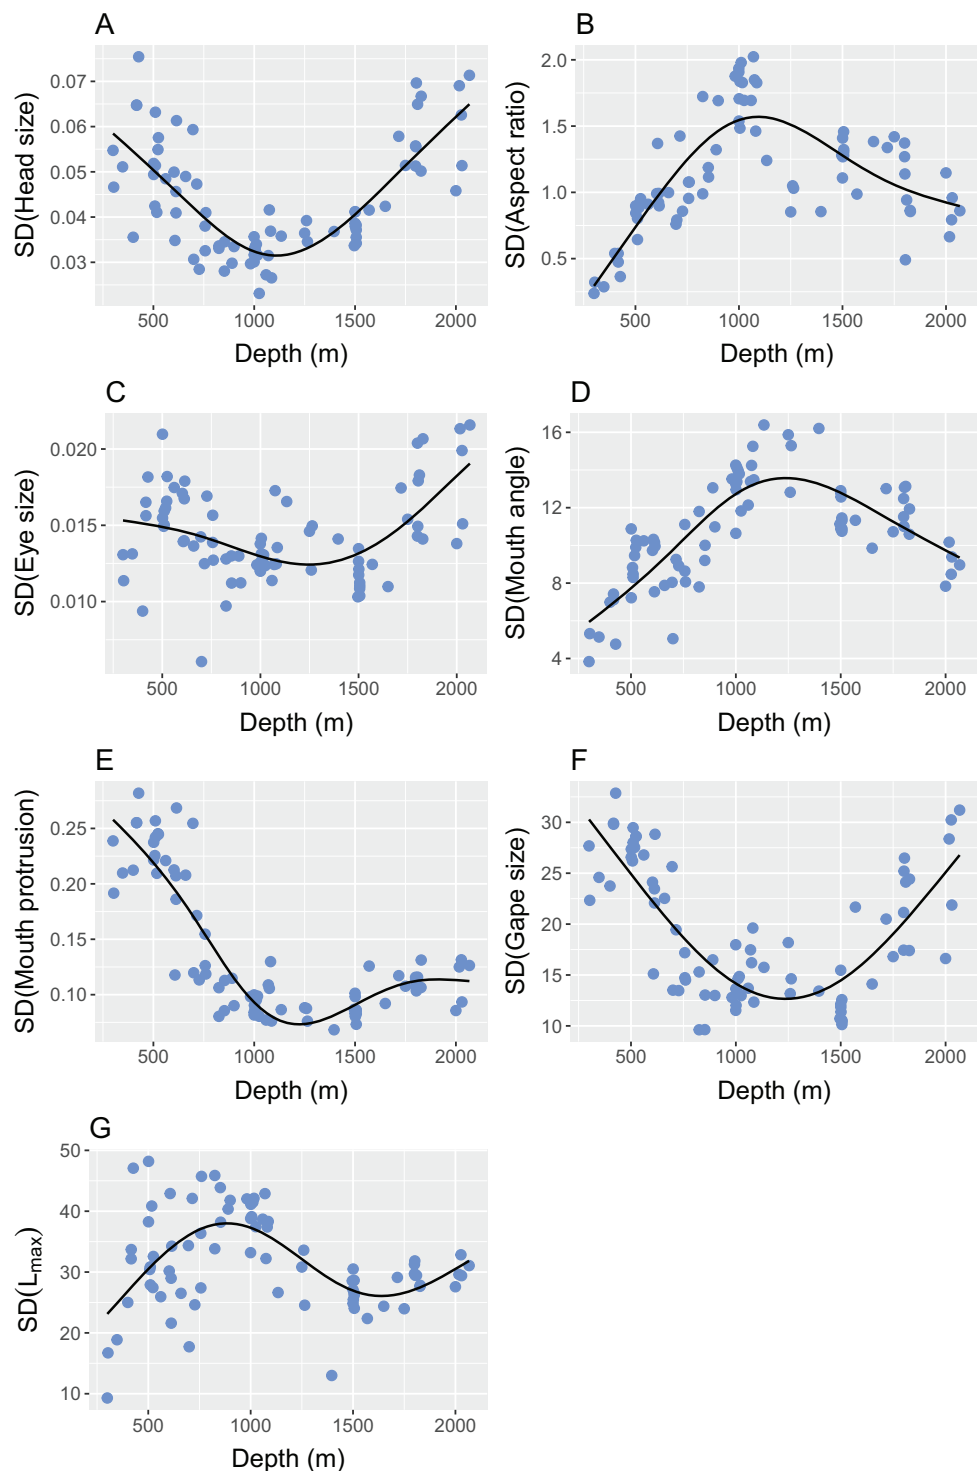 A
SD(Head size)
0.07
0.06
0.05
0.04
0.03
500 1000 1500 2000
Depth (m)
B
SD(Aspect ratio)
2.0
1.5
1.0
0.5
500 1000 1500 2000
Depth (m)
C
SD(Eye size)
0.020
0.015
0.010
500 1000 1500 2000
Depth (m)
D
SD(Mouth angle)
16
12
8
4
500 1000 1500 2000
Depth (m)
E
SD(Mouth protrusion)
0.25
0.20
0.15
0.10
500 1000 1500 2000
Depth (m)
F
SD(Gape size)
30
25
20
15
10
500 1000 1500 2000
Depth (m)
G
SD(Lmax)
50
40
30
20
10
500 1000 1500 2000
Depth (m)